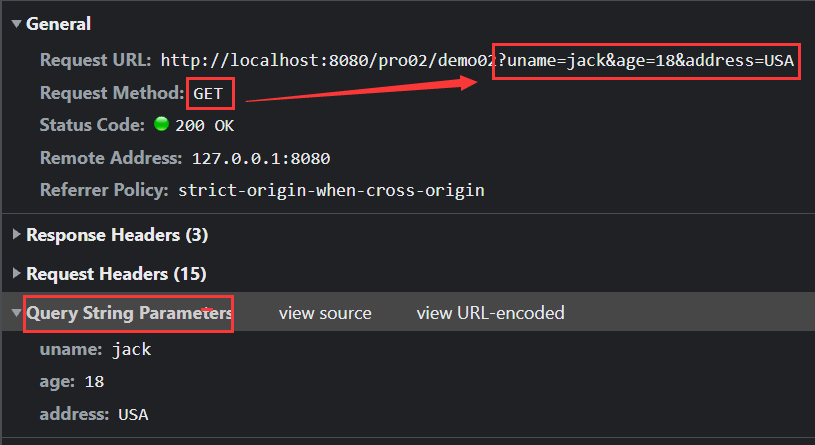 General
Request URL: http://localhost:8080/pro02/demo02?uname=jack&age=18&address=USA
Request Method: GET
Status Code: 200 OK
Remote Address: 127.0.0.1:8080
Referrer Policy: strict-origin-when-cross-origin
Response Headers (3)
Request Headers (15)
Query String Parameters view source view URL-encoded
uname: jack
age: 18
address: USA